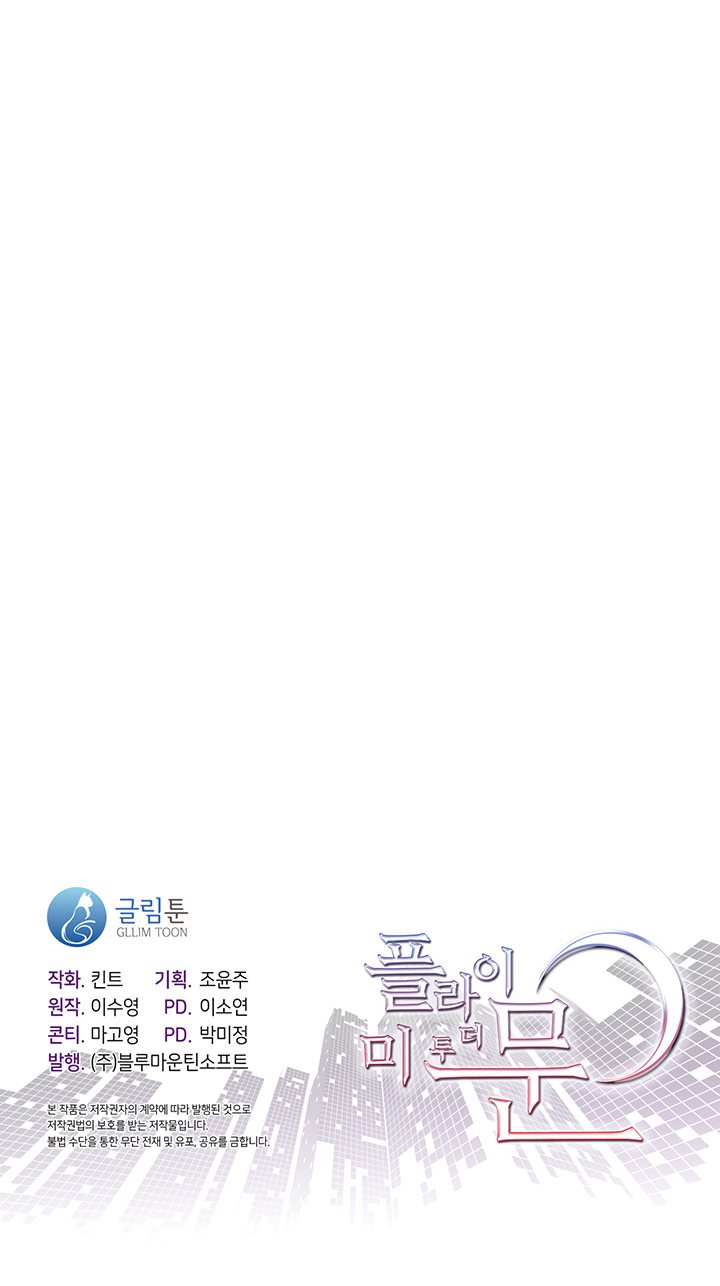 글림툰
GLLIM TOON
작화. 킨트 기획. 조윤주
원작. 이수영 PD. 이소연
콘티. 마고영 PD. 박미정
발행. (주)블루마운틴소프트
본 작품은 저작권자의 계약에 따라 발행된 것으로
저작권법의 보호를 받는 저작물입니다.
불법 수단을 통한 무단 전재 및 유포, 공유를 금합니다.
플라이
미 투 더 문